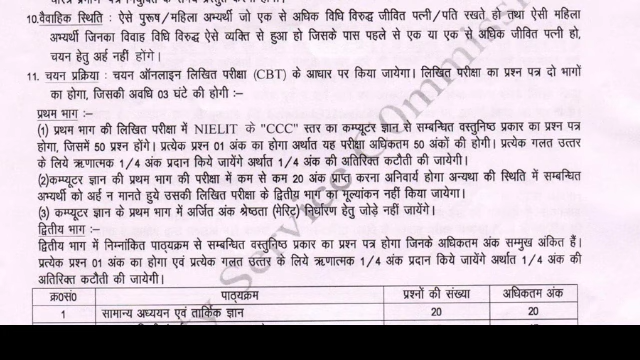 10.वैवाहिक स्थिति : ऐसे पुरूष/महिला अभ्यर्थी जो एक से अधिक विधि विरुद्ध जीवित पत्नी/पति रखते हो तथा ऐसी महिला
अभ्यर्थी जिनका विवाह विधि विरुद्ध ऐसे व्यक्ति से हुआ हो जिसके पास पहले से एक या एक से अधिक जीवित पत्नी हो,
चयन हेतु अर्ह नहीं होंगे।
11. चयन प्रक्रिया : चयन ऑनलाइन लिखित परीक्षा (CBT) के आधार पर किया जायेगा। लिखित परीक्षा का प्रश्न पत्र दो भागों
का होगा, जिसकी अवधि 03 घंटे की होगी :–
प्रथम भाग :–
(1) प्रथम भाग की लिखित परीक्षा में NIELIT के "CCC" स्तर का कम्प्यूटर ज्ञान से सम्बन्धित वस्तुनिष्ठ प्रकार का प्रश्न पत्र
होगा, जिसमें 50 प्रश्न होंगे। प्रत्येक प्रश्न 01 अंक का होगा अर्थात यह परीक्षा अधिकतम 50 अंकों की होगी। प्रत्येक गलत उत्तर
के लिये ऋणात्मक 1/4 अंक प्रदान किये जायेंगे अर्थात 1/4 अंक की अतिरिक्त कटौती की जायेगी।
(2)कम्प्यूटर ज्ञान की प्रथम भाग की परीक्षा में कम से कम 20 अंक प्राप्त करना अनिवार्य होगा अन्यथा की स्थिति में सम्बन्धित
अभ्यर्थी को अर्ह न मानते हुये उसकी लिखित परीक्षा के द्वितीय भाग का मूल्यांकन नहीं किया जायेगा।
(3) कम्प्यूटर ज्ञान के प्रथम भाग में अर्जित अंक श्रेष्ठता (मेरिट) निर्धारण हेतु जोड़े नहीं जायेंगे।
द्वितीय भाग :–
द्वितीय भाग में निम्नांकित पाठ्यक्रम से सम्बन्धित वस्तुनिष्ठ प्रकार का प्रश्न पत्र होगा जिनके अधिकतम अंक सम्मुख अंकित हैं।
प्रत्येक प्रश्न 01 अंक का होगा एवं प्रत्येक गलत उत्तर के लिये ऋणात्मक 1/4 अंक प्रदान किये जायेंगे अर्थात 1/4 अंक की
अतिरिक्त कटौती की जायेगी।
क्र०सं० पाठ्यक्रम प्रश्नों की संख्या अधिकतम अंक
1 सामान्य अध्ययन एवं तार्किक ज्ञान 20 20